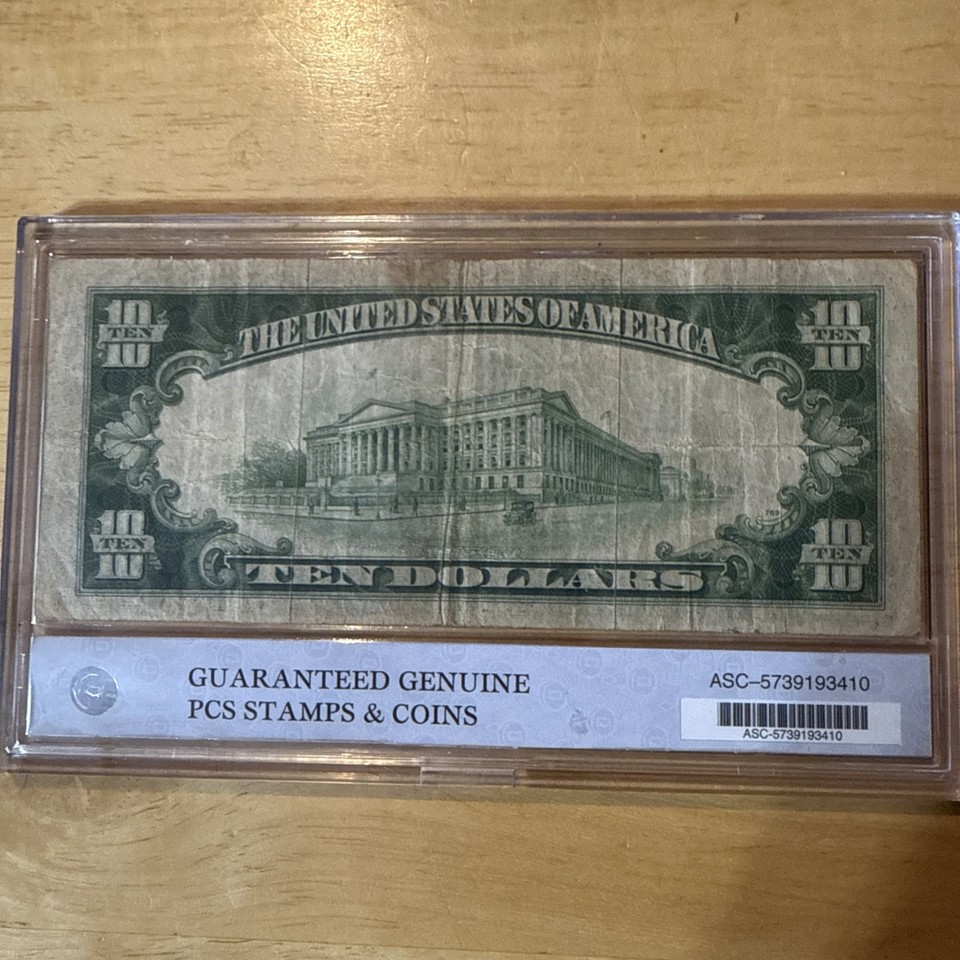 THE UNITED STATES OF AMERICA
10 TEN 10
10 TEN 10
10 TEN 10
10 TEN 10
TEN DOLLARS
GUARANTEED GENUINE
PCS STAMPS & COINS
ASC–5739193410
ASC-5739193410